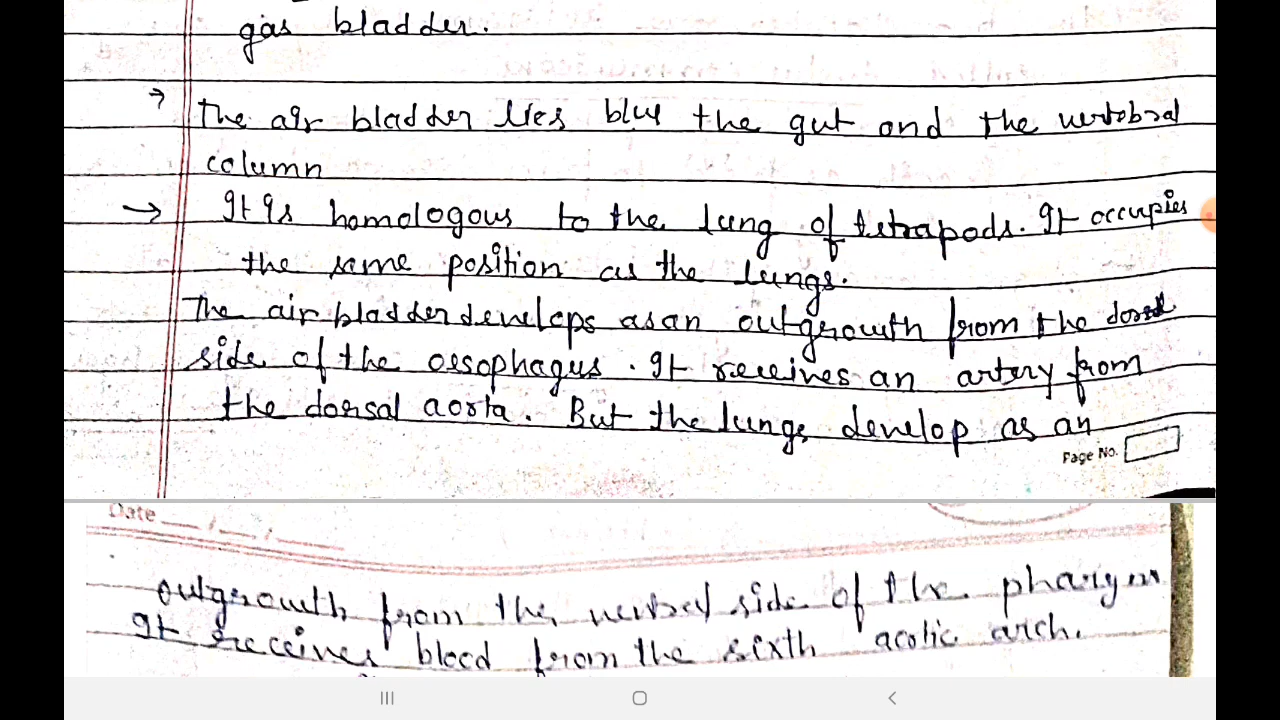 gas bladder.
→ The air bladder lies b/w the gut and the vertebral
column
→ It is homologous to the lung of tetrapods. It occupies
the same position as the lungs.
The air bladder develops as an outgrowth from the dorsal
side of the oesophagus. It receives an artery from
the dorsal aorta. But the lungs develop as an
Page No.
Date __/__/__
outgrowth from the ventral side of the pharynx
It receives blood from the sixth aortic arch.